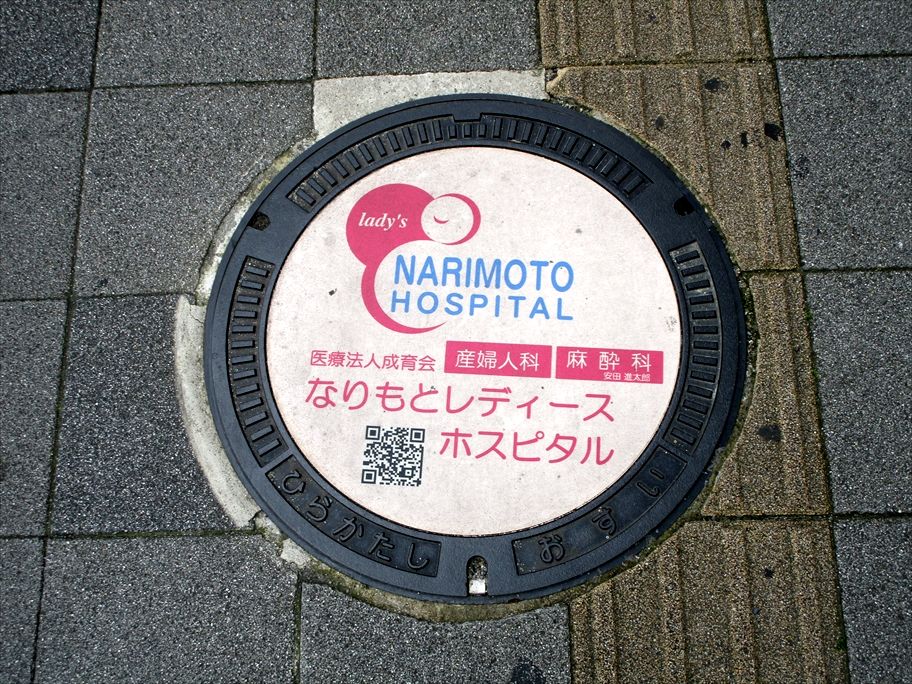 lady's
NARIMOTO
HOSPITAL
医療法人成育会 産婦人科 麻酔科
安田 進太郎
なりもとレディース
ホスピタル
ひらかたし おすい